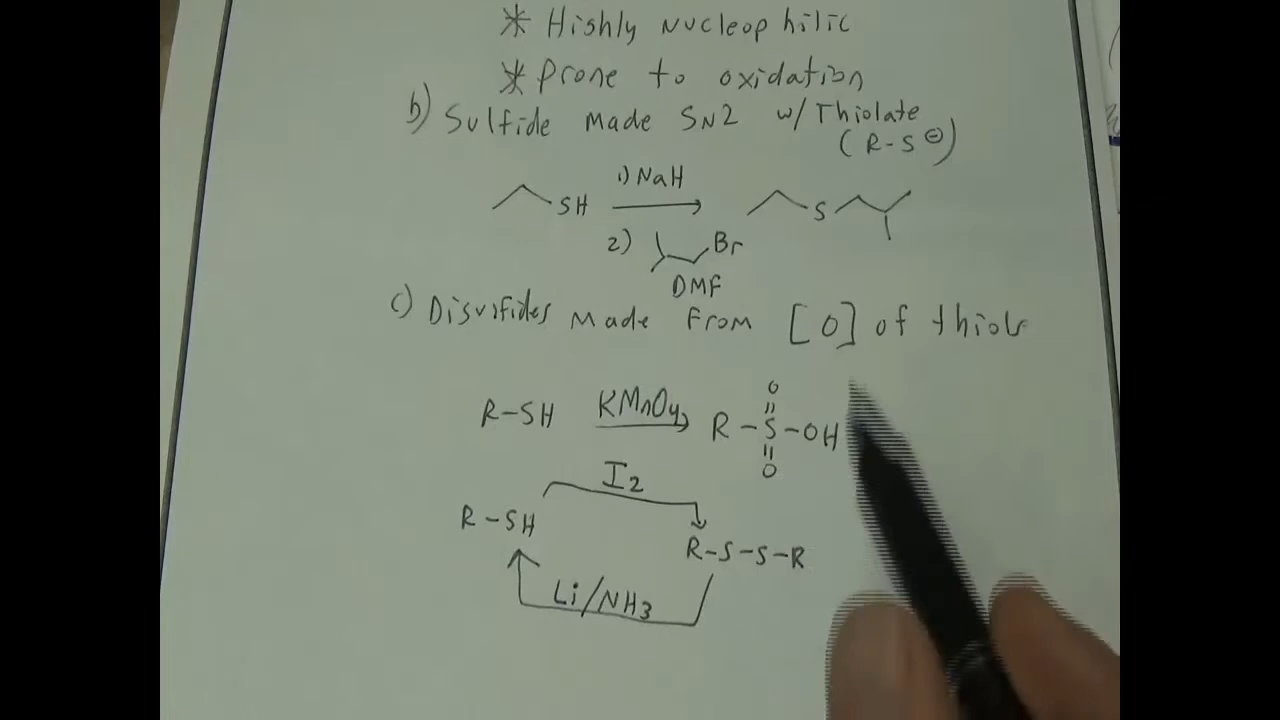 * Highly nucleophilic
* Prone to oxidation
b) Sulfide made SN2 w/ Thiolate
(R-S⊖)
SH
1) NaH
2) Br
DMF
S
c) Disulfides made from [O] of thiols
R-SH KMnO4 R-S-OH
O
O
I2
R-SH
R-S-S-R
Li/NH3